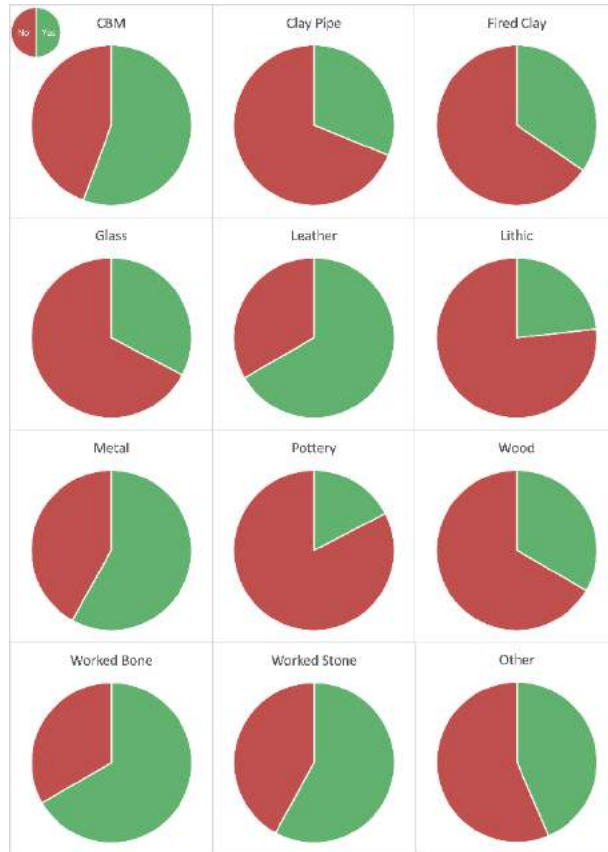 No Yes
CBM
Clay Pipe
Fired Clay
Glass
Leather
Lithic
Metal
Pottery
Wood
Worked Bone
Worked Stone
Other